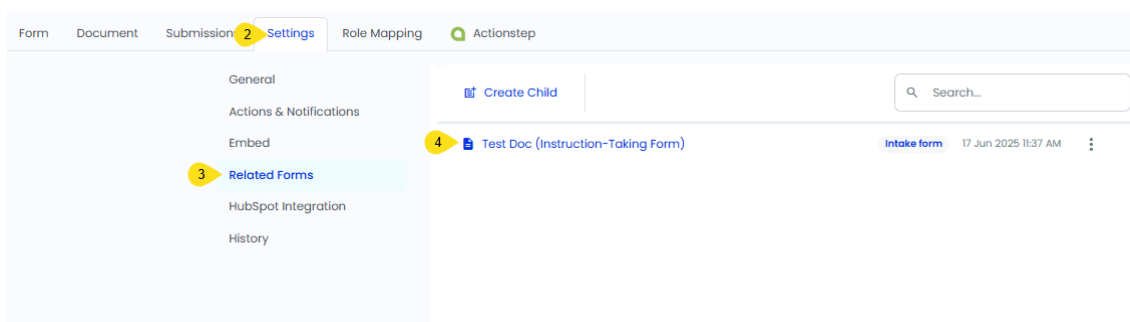 Form Document Submission 2 Settings Role Mapping Actionstep
General
Create Child
Search...
Actions & Notifications
Embed
4 Test Doc (Instruction-Taking Form) Intake form 17 Jun 2025 11:37 AM
3 Related Forms
HubSpot Integration
History